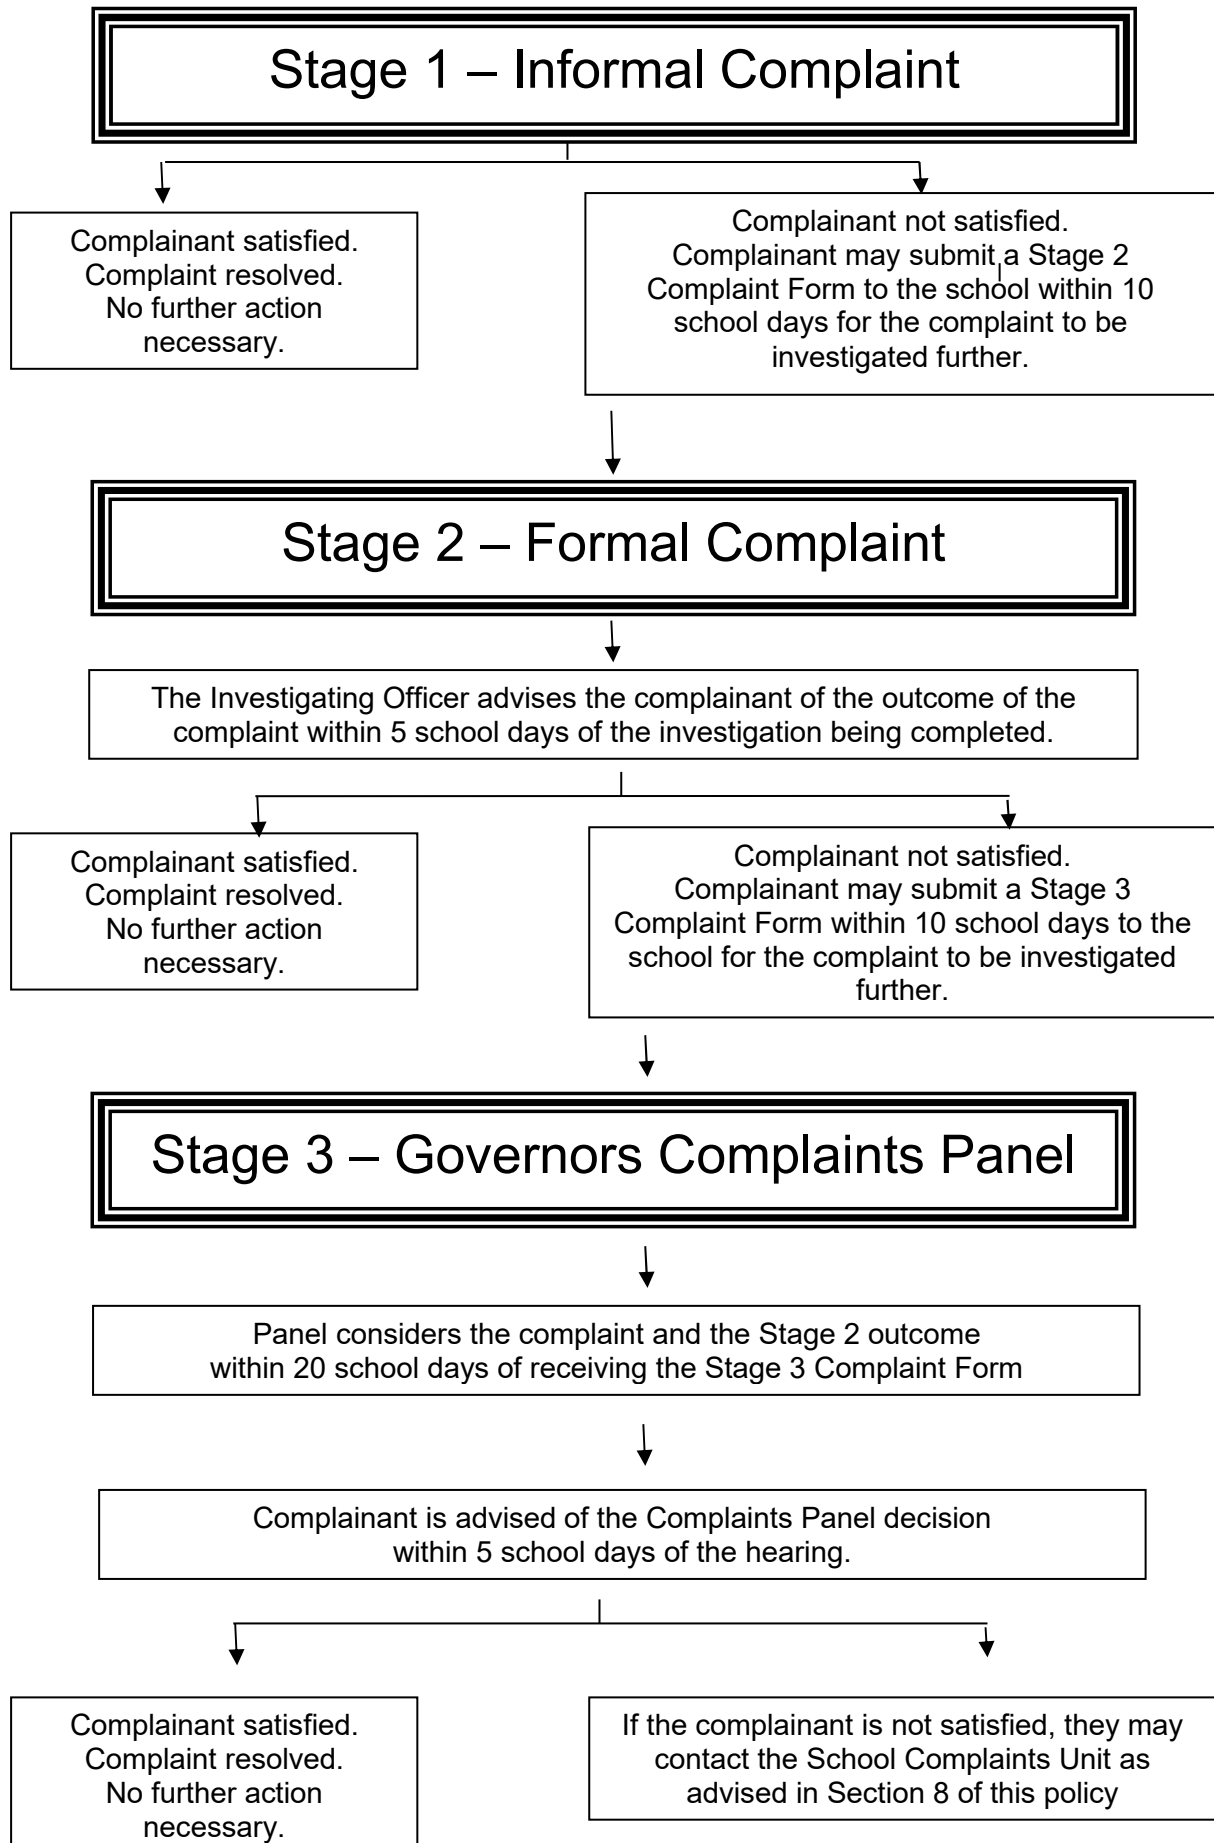 Stage 1 – Informal Complaint
Complainant satisfied.
Complaint resolved.
No further action
necessary.
Complainant not satisfied.
Complainant may submit a Stage 2
Complaint Form to the school within 10
school days for the complaint to be
investigated further.
Stage 2 – Formal Complaint
The Investigating Officer advises the complainant of the outcome of the
complaint within 5 school days of the investigation being completed.
Complainant satisfied.
Complaint resolved.
No further action
necessary.
Complainant not satisfied.
Complainant may submit a Stage 3
Complaint Form within 10 school days to the
school for the complaint to be investigated
further.
Stage 3 – Governors Complaints Panel
Panel considers the complaint and the Stage 2 outcome
within 20 school days of receiving the Stage 3 Complaint Form
Complainant is advised of the Complaints Panel decision
within 5 school days of the hearing.
Complainant satisfied.
Complaint resolved.
No further action
necessary.
If the complainant is not satisfied, they may
contact the School Complaints Unit as
advised in Section 8 of this policy